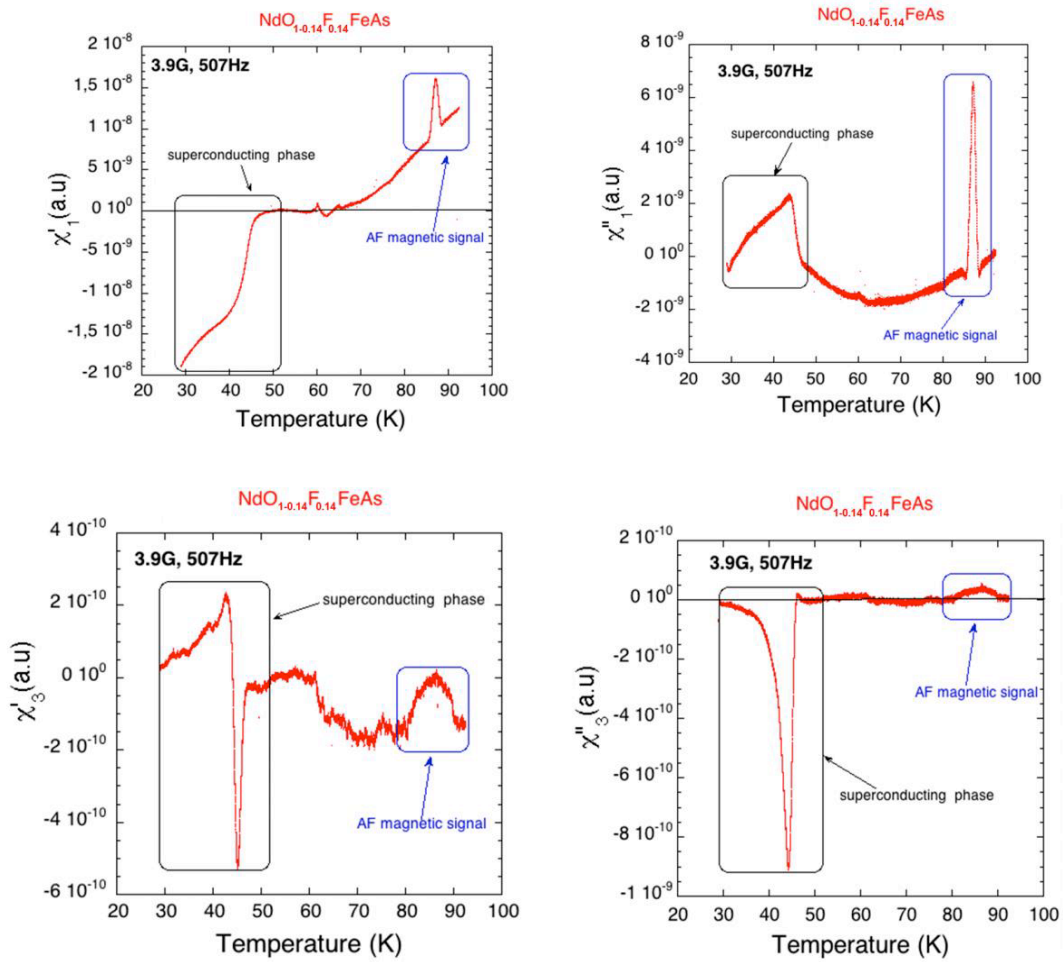 NdO₁₋₀.₁₄F₀.₁₄FeAs
3.9G, 507Hz
χ'₁(a.u)
2 10⁻⁸
1,5 10⁻⁸
1 10⁻⁸
5 10⁻⁹
0 10⁰
-5 10⁻⁹
-1 10⁻⁸
-1,5 10⁻⁸
-2 10⁻⁸
superconducting phase
AF magnetic signal
20 30 40 50 60 70 80 90 100
Temperature (K)
NdO₁₋₀.₁₄F₀.₁₄FeAs
3.9G, 507Hz
χ"₁(a.u)
8 10⁻⁹
6 10⁻⁹
4 10⁻⁹
2 10⁻⁹
0 10⁰
-2 10⁻⁹
-4 10⁻⁹
superconducting phase
AF magnetic signal
20 30 40 50 60 70 80 90 100
Temperature (K)
NdO₁₋₀.₁₄F₀.₁₄FeAs
3.9G, 507Hz
χ'₃(a.u)
4 10⁻¹⁰
2 10⁻¹⁰
0 10⁰
-2 10⁻¹⁰
-4 10⁻¹⁰
-6 10⁻¹⁰
superconducting phase
AF magnetic signal
20 30 40 50 60 70 80 90 100
Temperature (K)
NdO₁₋₀.₁₄F₀.₁₄FeAs
3.9G, 507Hz
χ"₃(a.u)
2 10⁻¹⁰
0 10⁰
-2 10⁻¹⁰
-4 10⁻¹⁰
-6 10⁻¹⁰
-8 10⁻¹⁰
-1 10⁻⁹
AF magnetic signal
superconducting phase
20 30 40 50 60 70 80 90 100
Temperature (K)